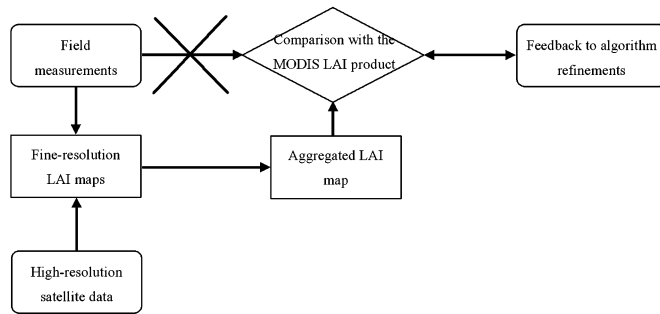 Field
measurements
Comparison with the
MODIS LAI product
Feedback to algorithm
refinements
Fine-resolution
LAI maps
Aggregated LAI
map
High-resolution
satellite data